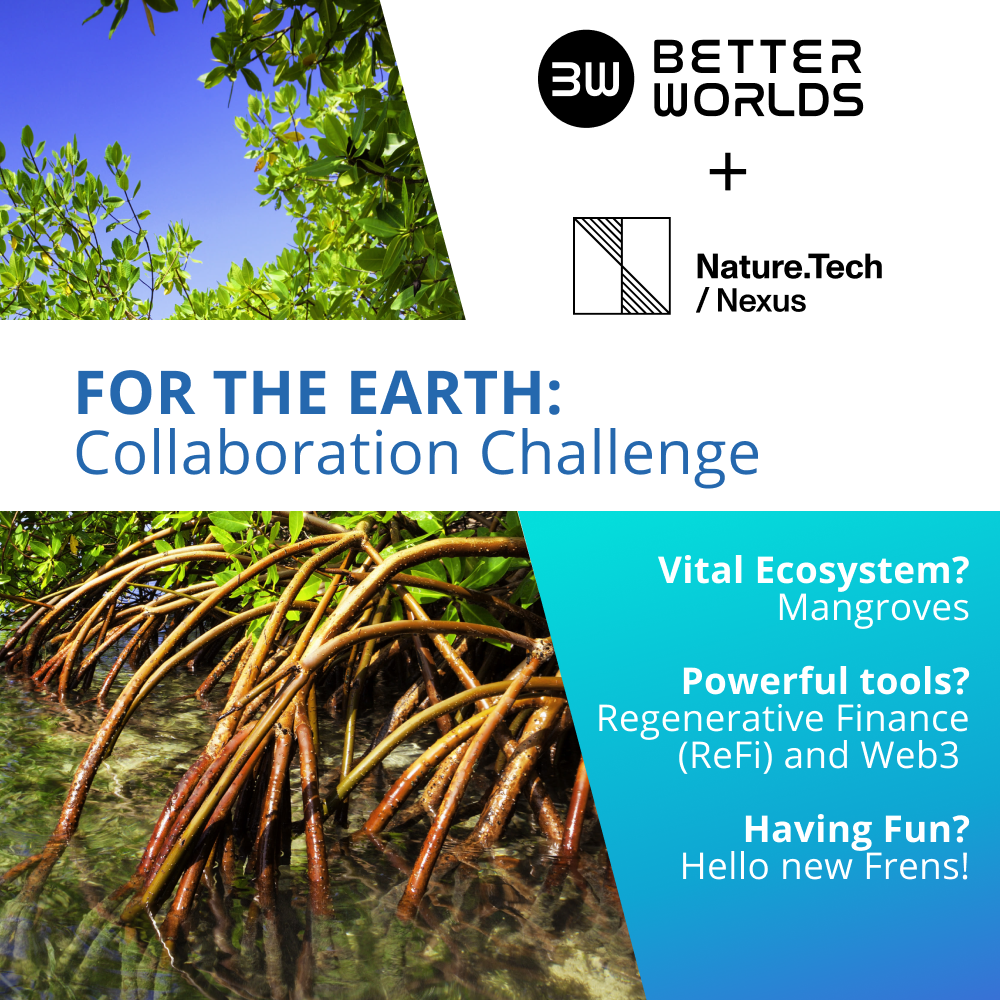 BW BETTER
WORLDS
+
Nature.Tech
/ Nexus
FOR THE EARTH:
Collaboration Challenge
Vital Ecosystem?
Mangroves
Powerful tools?
Regenerative Finance
(ReFi) and Web3
Having Fun?
Hello new Frens!